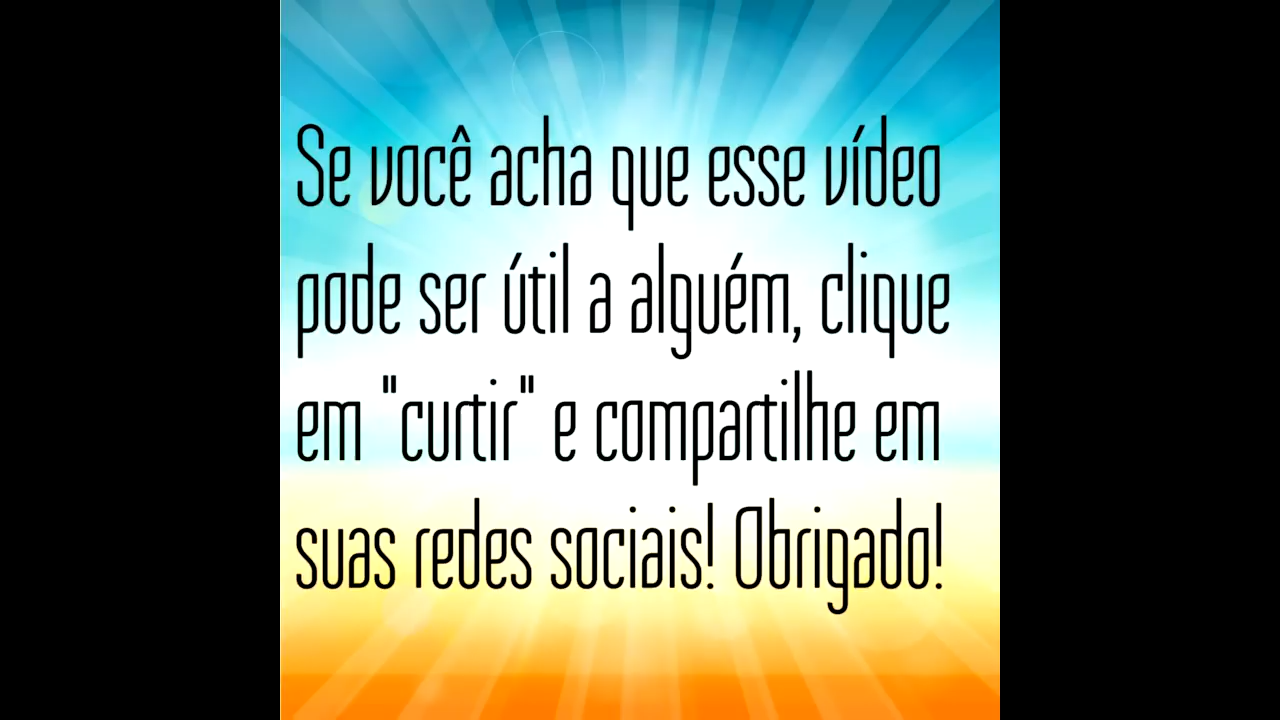 Se você acha que esse vídeo
pode ser útil a alguém, clique
em "curtir" e compartilhe em
suas redes sociais! Obrigado!